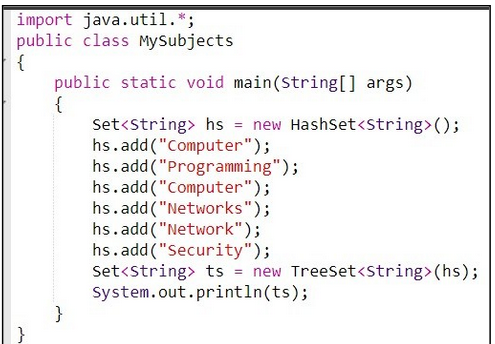 import java.util.*;
public class MySubjects
{
public static void main(String[] args)
{
Set<String> hs = new HashSet<String>();
hs.add("Computer");
hs.add("Programming");
hs.add("Computer");
hs.add("Networks");
hs.add("Network");
hs.add("Security");
Set<String> ts = new TreeSet<String>(hs);
System.out.println(ts);
}
}